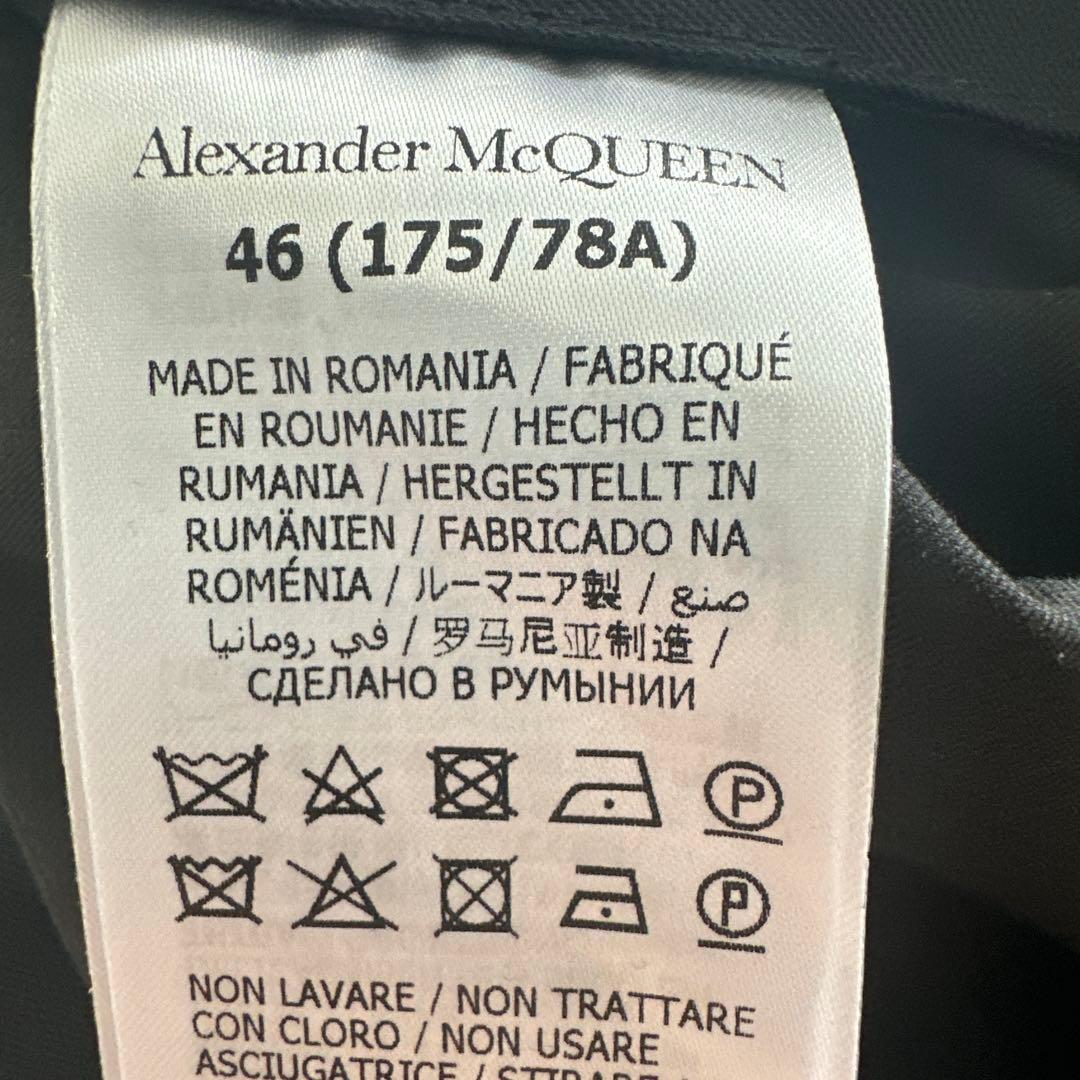 Alexander McQUEEN
46 (175/78A)
MADE IN ROMANIA / FABRIQUÉ
EN ROUMANIE / HECHO EN
RUMANIA / HERGESTELLT IN
RUMÄNIEN / FABRICADO NA
ROMÉNIA / ルーマニア製 / صنع
في رومانيا / 罗马尼亚制造 /
СДЕЛАНО В РУМЫНИИ
P
P
NON LAVARE / NON TRATTARE
CON CLORO / NON USARE
ASCIUGATRICE / STIRARE